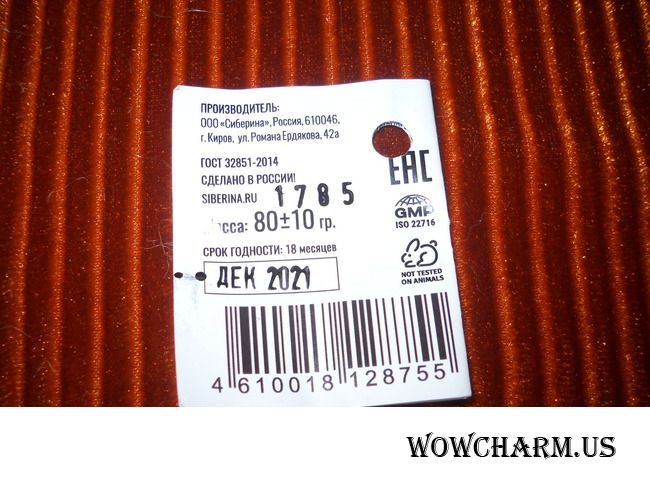 ПРОИЗВОДИТЕЛЬ:
ООО «Сиберина», Россия, 610046,
г. Киров, ул. Романа Ердякова, 42а
ГОСТ 32851-2014
СДЕЛАНО В РОССИИ!
SIBERINA.RU 1785
80±10 гр.
СРОК ГОДНОСТИ: 18 месяцев
ДЕК 2021
4 610018 128755
EAC
GMP
ISO 22716
NOT TESTED
ON ANIMALS
WOWCHARM.US